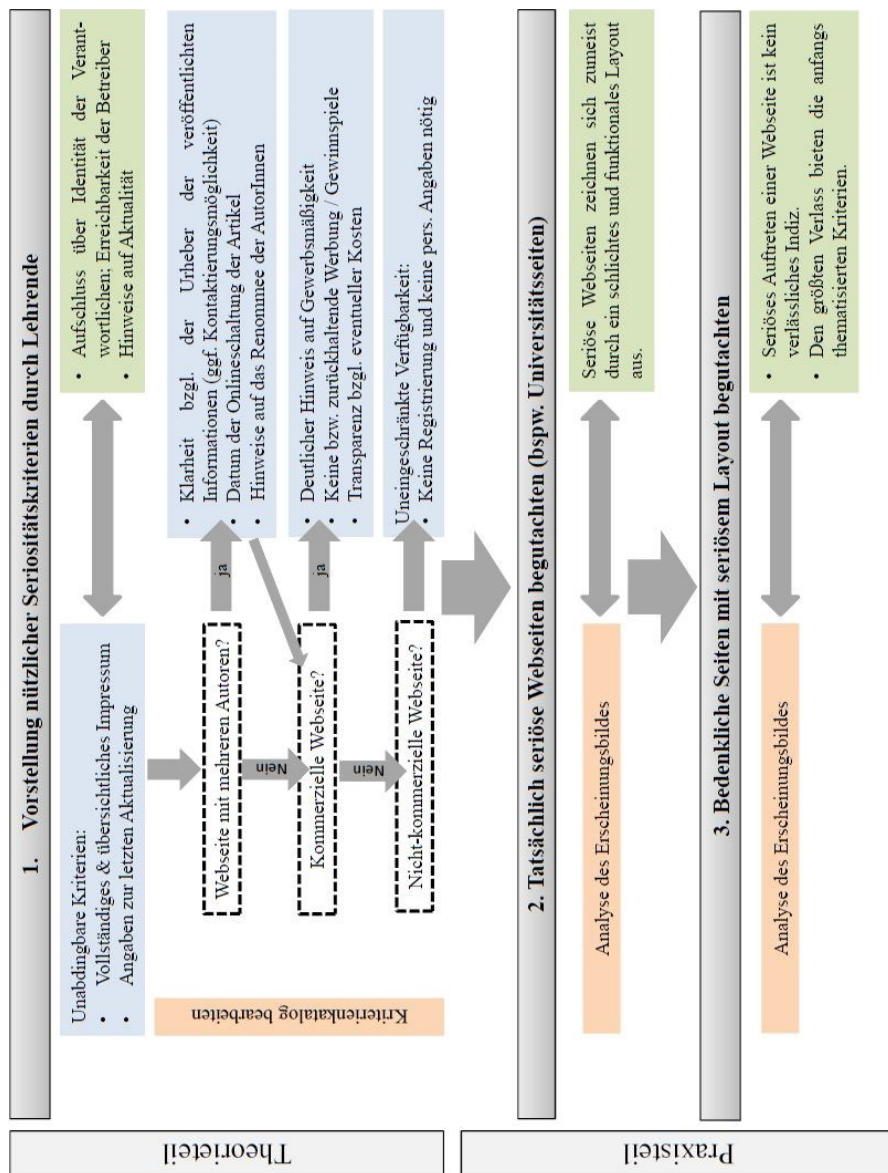 Theorieteil
1. Vorstellung nützlicher Seriositätskriterien durch Lehrende
Unabdingbare Kriterien:
• Vollständiges & übersichtliches Impressum
• Angaben zur letzten Aktualisierung
• Aufschluss über Identität der Verant-
wortlichen; Erreichbarkeit der Betreiber
• Hinweise auf Aktualität
Kriterienkatalog bearbeiten
Webseite mit mehreren Autoren?
ja
• Klarheit bzgl. der Urheber der veröffentlichten
Informationen (ggf. Kontaktierungsmöglichkeit)
• Datum der Onlineschaltung der Artikel
• Hinweise auf das Renommee der AutorInnen
Nein
Kommerzielle Webseite?
ja
• Deutlicher Hinweis auf Gewerbsmäßigkeit
• Keine bzw. zurückhaltende Werbung / Gewinnspiele
• Transparenz bzgl. eventueller Kosten
Nein
Nicht-kommerzielle Webseite?
Uneingeschränkte Verfügbarkeit:
• Keine Registrierung und keine pers. Angaben nötig
Praxisteil
2. Tatsächlich seriöse Webseiten begutachten (bspw. Universitätsseiten)
Analyse des Erscheinungsbildes
Seriöse Webseiten zeichnen sich zumeist
durch ein schlichtes und funktionales Layout
aus.
3. Bedenkliche Seiten mit seriösem Layout begutachten
Analyse des Erscheinungsbildes
• Seriöses Auftreten einer Webseite ist kein
verlässliches Indiz.
• Den größten Verlass bieten die anfangs
thematisierten Kriterien.